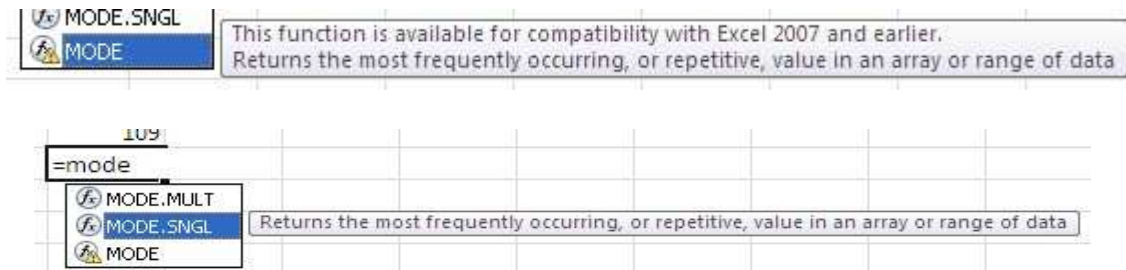 MODE.SNGL
MODE
This function is available for compatibility with Excel 2007 and earlier.
Returns the most frequently occurring, or repetitive, value in an array or range of data
109
=mode
MODE.MULT
MODE.SNGL
Returns the most frequently occurring, or repetitive, value in an array or range of data
MODE